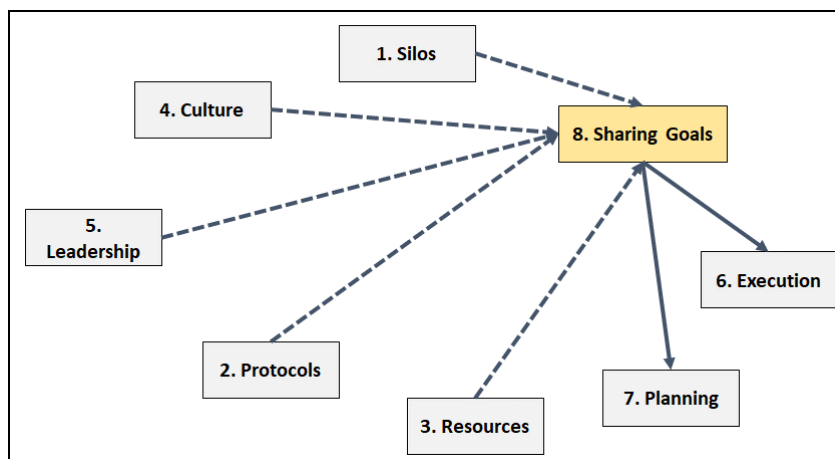 1. Silos
4. Culture
8. Sharing Goals
5.
Leadership
6. Execution
2. Protocols
7. Planning
3. Resources